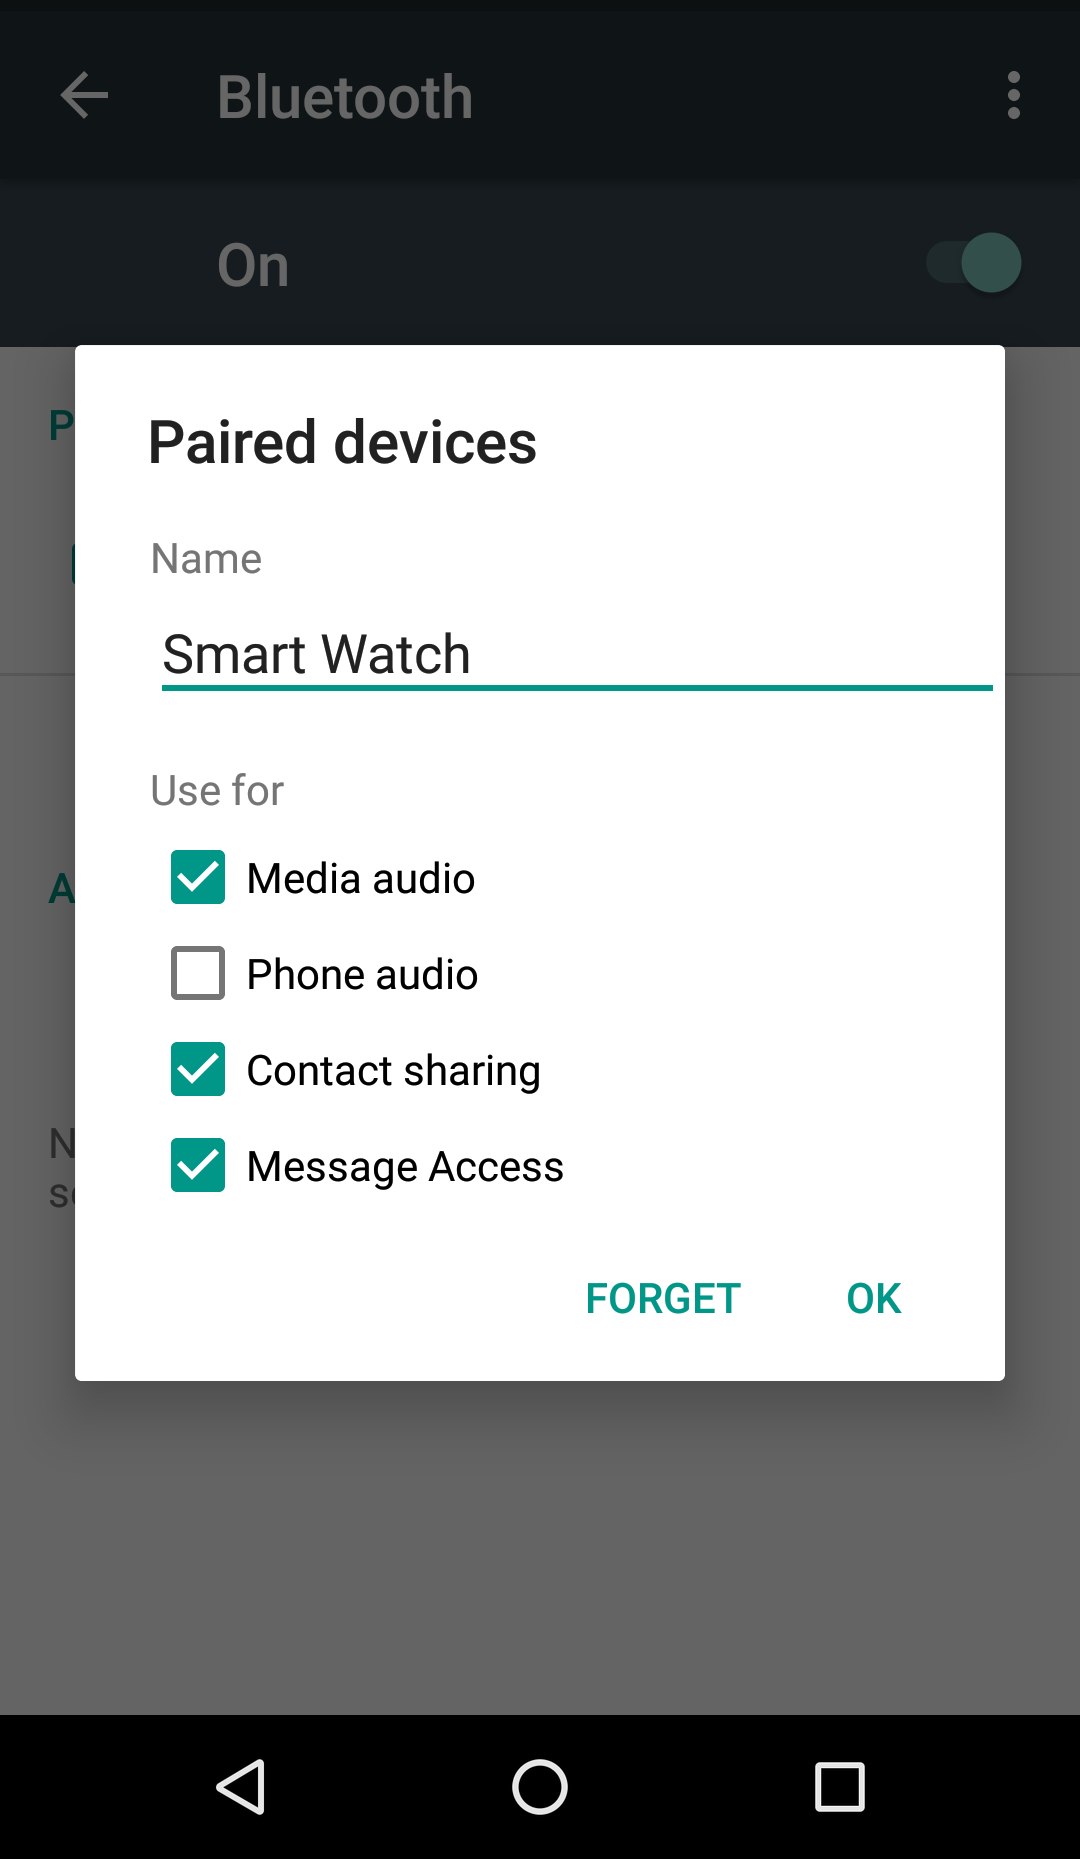 Bluetooth
On
Paired devices
Name
Smart Watch
Use for
Media audio
Phone audio
Contact sharing
Message Access
FORGET OK